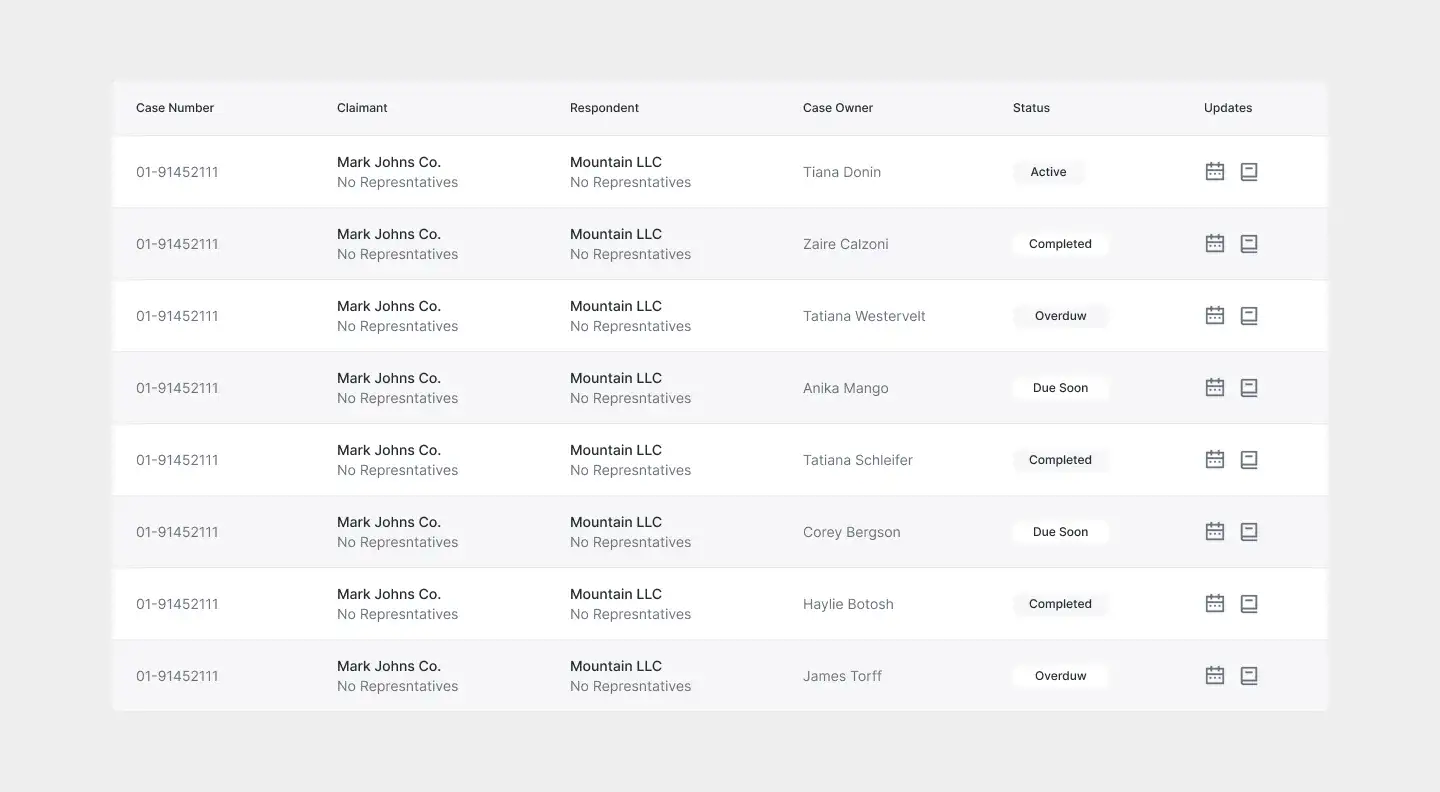 Case Number Claimant Respondent Case Owner Status Updates
Mark Johns Co. Mountain LLC
01-91452111 Tiana Donin Active
No Represntatives No Represntatives
Mark Johns Co. Mountain LLC
01-91452111 Zaire Calzoni Completed
No Represntatives No Represntatives
Mark Johns Co. Mountain LLC
01-91452111 Tatiana Westervelt Overduw
No Represntatives No Represntatives
Mark Johns Co. Mountain LLC
01-91452111 Anika Mango Due Soon
No Represntatives No Represntatives
Mark Johns Co. Mountain LLC
01-91452111 Tatiana Schleifer Completed
No Represntatives No Represntatives
Mark Johns Co. Mountain LLC
01-91452111 Corey Bergson Due Soon
No Represntatives No Represntatives
Mark Johns Co. Mountain LLC
01-91452111 Haylie Botosh Completed
No Represntatives No Represntatives
Mark Johns Co. Mountain LLC
01-91452111 James Torff Overduw
No Represntatives No Represntatives